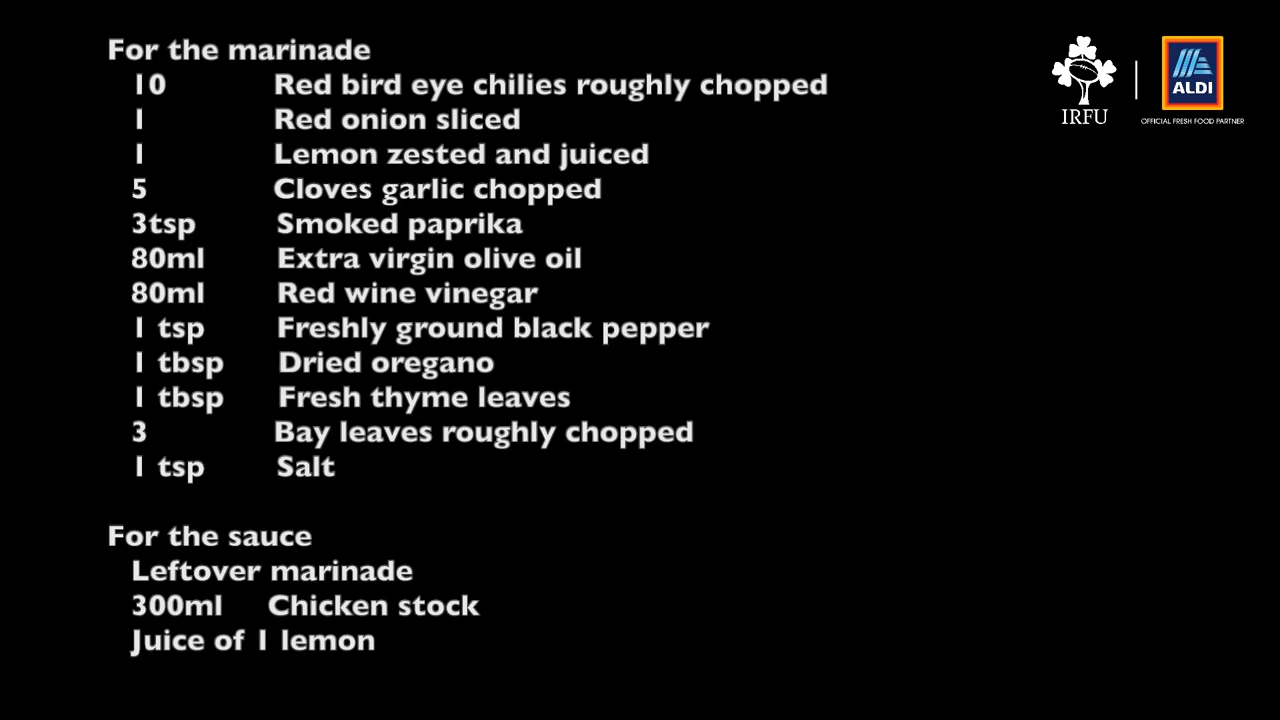 For the marinade
10 Red bird eye chilies roughly chopped
1 Red onion sliced
1 Lemon zested and juiced
5 Cloves garlic chopped
3tsp Smoked paprika
80ml Extra virgin olive oil
80ml Red wine vinegar
1 tsp Freshly ground black pepper
1 tbsp Dried oregano
1 tbsp Fresh thyme leaves
3 Bay leaves roughly chopped
1 tsp Salt
For the sauce
Leftover marinade
300ml Chicken stock
Juice of 1 lemon
IRFU
ALDI
OFFICIAL FRESH FOOD PARTNER